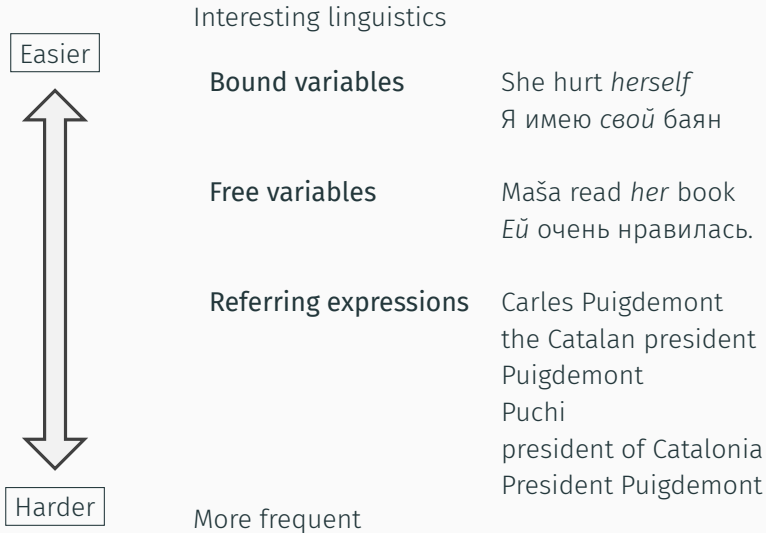 Interesting linguistics
Easier
Bound variables She hurt herself
Я имею свой баян
Free variables Maša read her book
Ей очень нравилась.
Referring expressions Carles Puigdemont
the Catalan president
Puigdemont
Puchi
president of Catalonia
President Puigdemont
Harder
More frequent